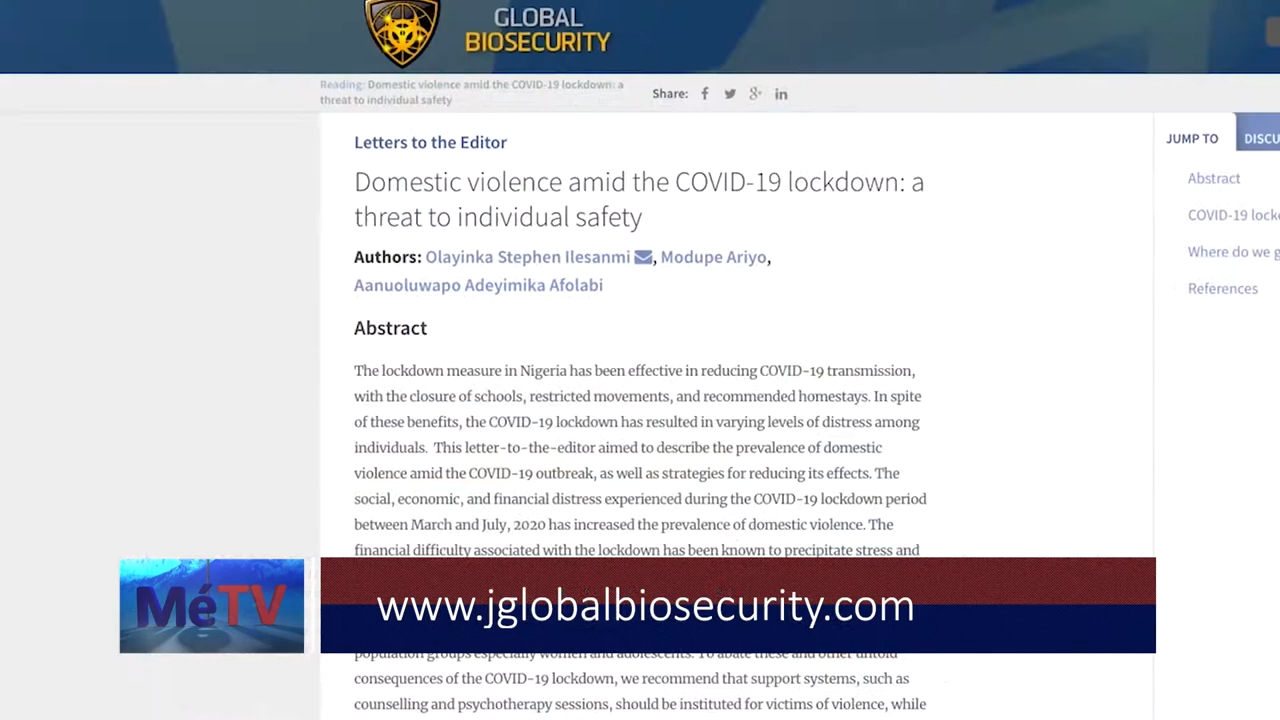 GLOBAL
BIOSECURITY
Reading: Domestic violence amid the COVID-19 lockdown: a
threat to individual safety
Share:
Letters to the Editor
Domestic violence amid the COVID-19 lockdown: a
threat to individual safety
Authors: Olayinka Stephen Ilesanmi , Modupe Ariyo,
Aanuoluwapo Adeyimika Afolabi
Abstract
The lockdown measure in Nigeria has been effective in reducing COVID-19 transmission,
with the closure of schools, restricted movements, and recommended homestays. In spite
of these benefits, the COVID-19 lockdown has resulted in varying levels of distress among
individuals. This letter-to-the-editor aimed to describe the prevalence of domestic
violence amid the COVID-19 outbreak, as well as strategies for reducing its effects. The
social, economic, and financial distress experienced during the COVID-19 lockdown period
between March and July, 2020 has increased the prevalence of domestic violence. The
financial difficulty associated with the lockdown has been known to precipitate stress and
population groups especially women and adolescents. To abate these and other untold
consequences of the COVID-19 lockdown, we recommend that support systems, such as
counselling and psychotherapy sessions, should be instituted for victims of violence, while
JUMP TO
DISCU
Abstract
COVID-19 lock
Where do we g
References
MéTV
www.jglobalbiosecurity.com